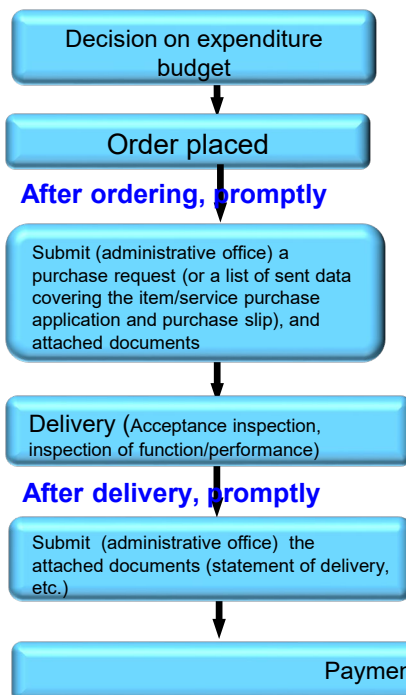 Decision on expenditure
budget
Order placed
After ordering, promptly
Submit (administrative office) a
purchase request (or a list of sent data
covering the item/service purchase
application and purchase slip), and
attached documents
Delivery (Acceptance inspection,
inspection of function/performance)
After delivery, promptly
Submit (administrative office) the
attached documents (statement of delivery,
etc.)